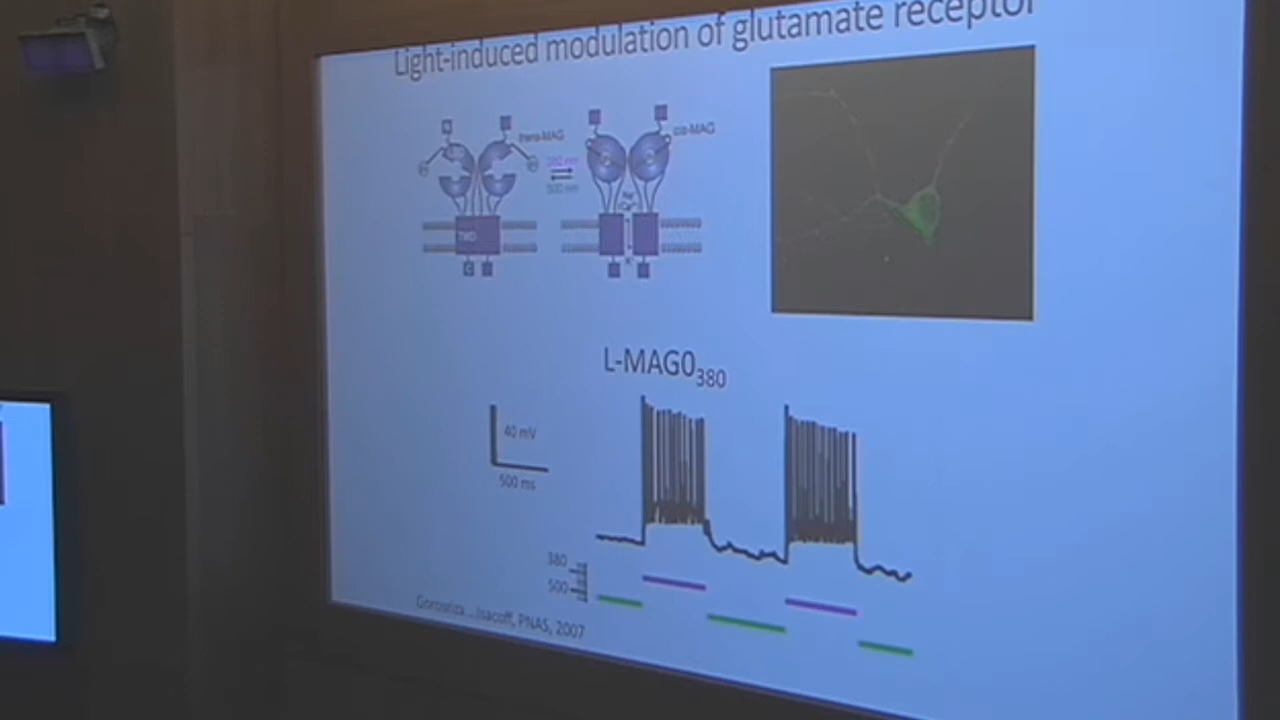 Light-induced modulation of glutamate receptor
trans-MAG
cis-MAG
380 nm
500 nm
TMD
L-MAG0380
40 mV
500 ms
380
500
Isacoff, PNAS, 2007